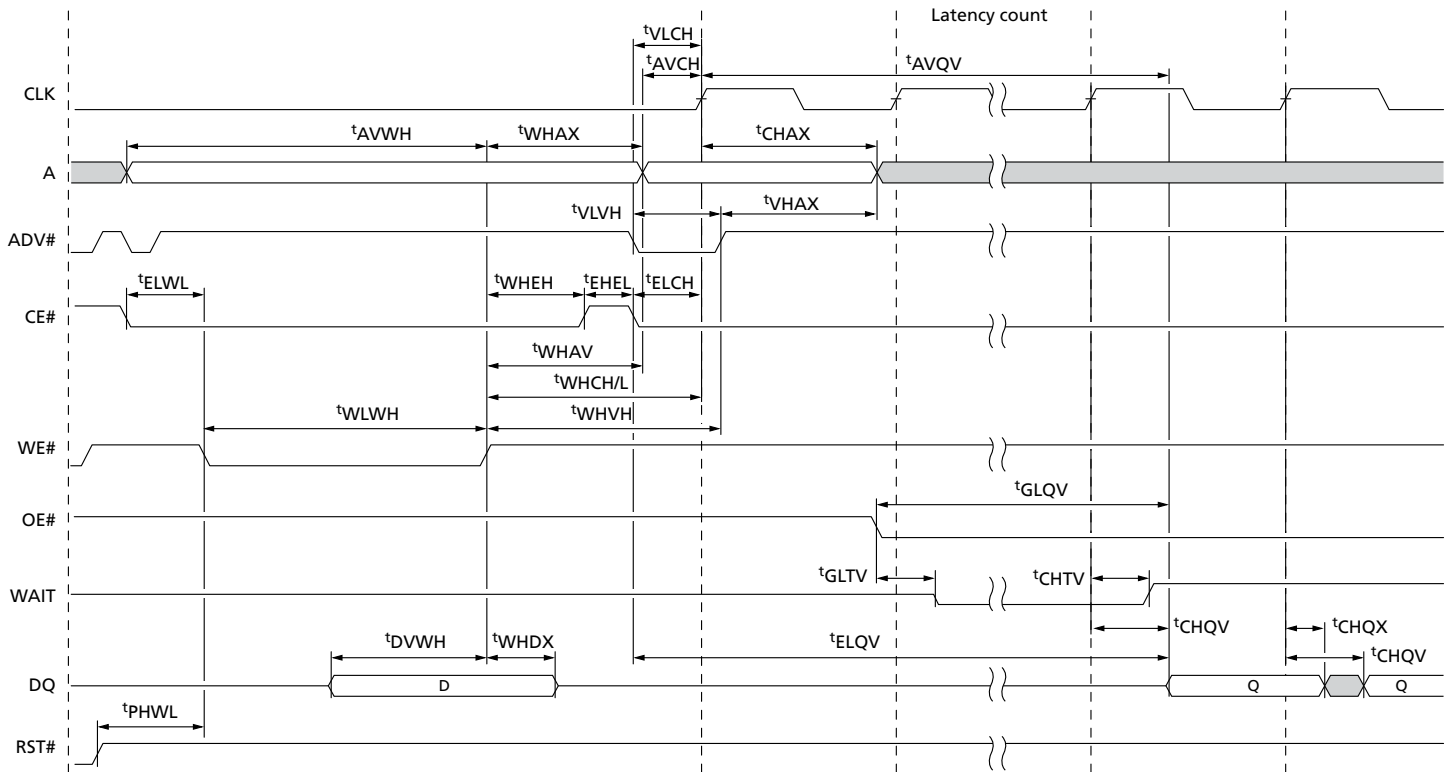 Latency count
tVLCH
tAVCH
tAVQV
CLK
tAVWH
tWHAX
tCHAX
A
tVLVH
tVHAX
ADV#
tELWL
tWHEH
tEHEL
tELCH
CE#
tWHAV
tWHCH/L
tWLWH
tWHVH
WE#
tGLQV
OE#
tGLTV
tCHTV
WAIT
tCHQV
tCHQX
tDVWH
tWHDX
tELQV
tCHQV
DQ
D
Q
Q
tPHWL
RST#